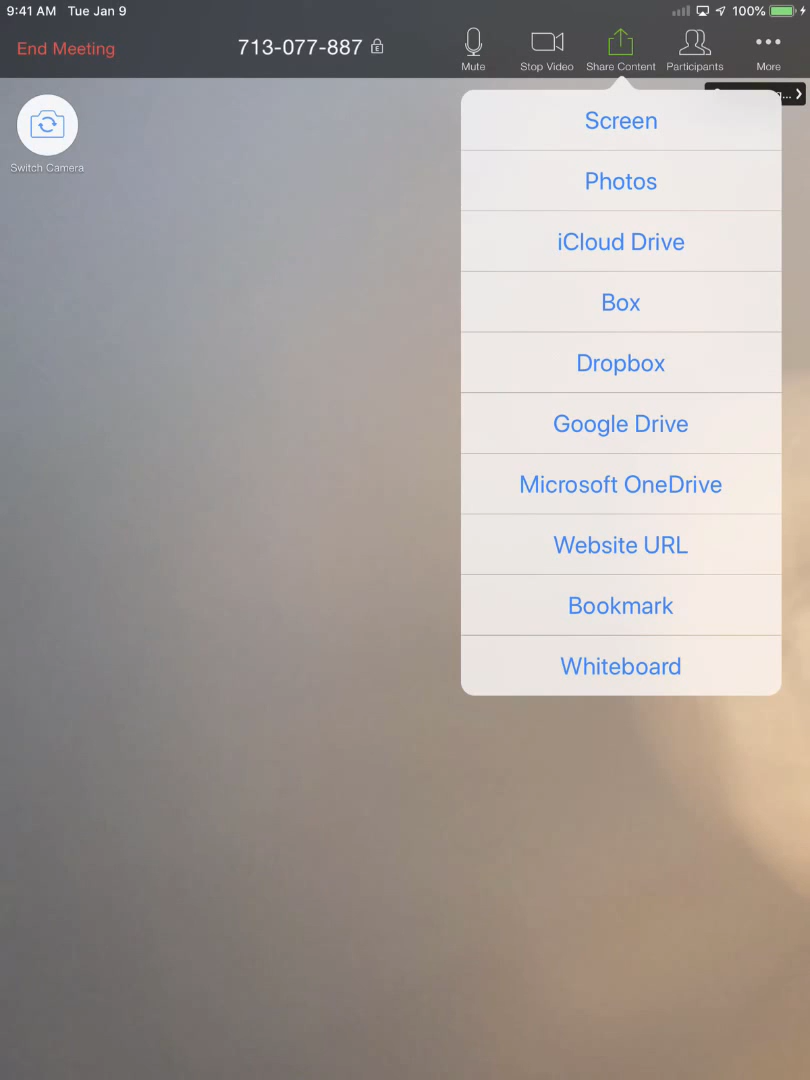 9:41 AM Tue Jan 9
100%
End Meeting
713-077-887
Mute
Stop Video
Share Content
Participants
More
Switch Camera
Screen
Photos
iCloud Drive
Box
Dropbox
Google Drive
Microsoft OneDrive
Website URL
Bookmark
Whiteboard